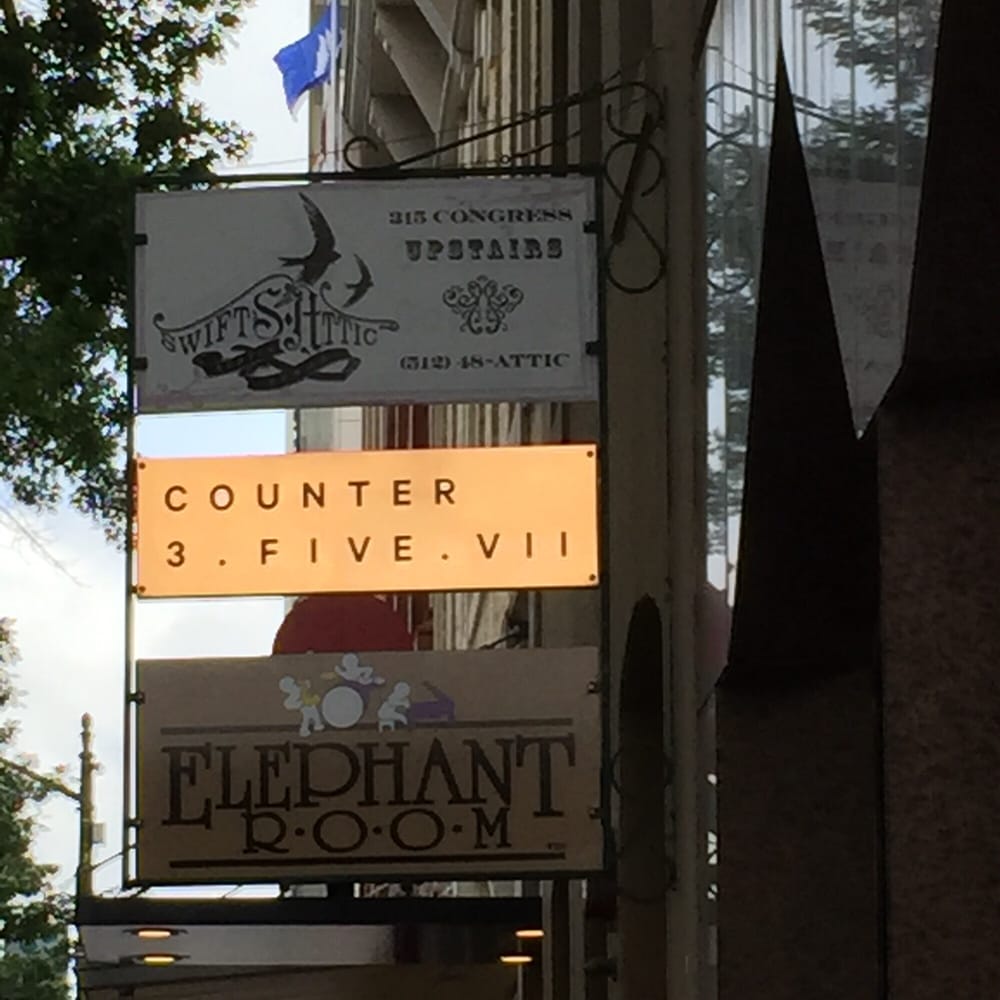 SWIFT'S ATTIC
315 CONGRESS
UPSTAIRS
(512) 48-ATTIC
COUNTER
3.FIVE.VII
ELEPHANT
R·O·O·M